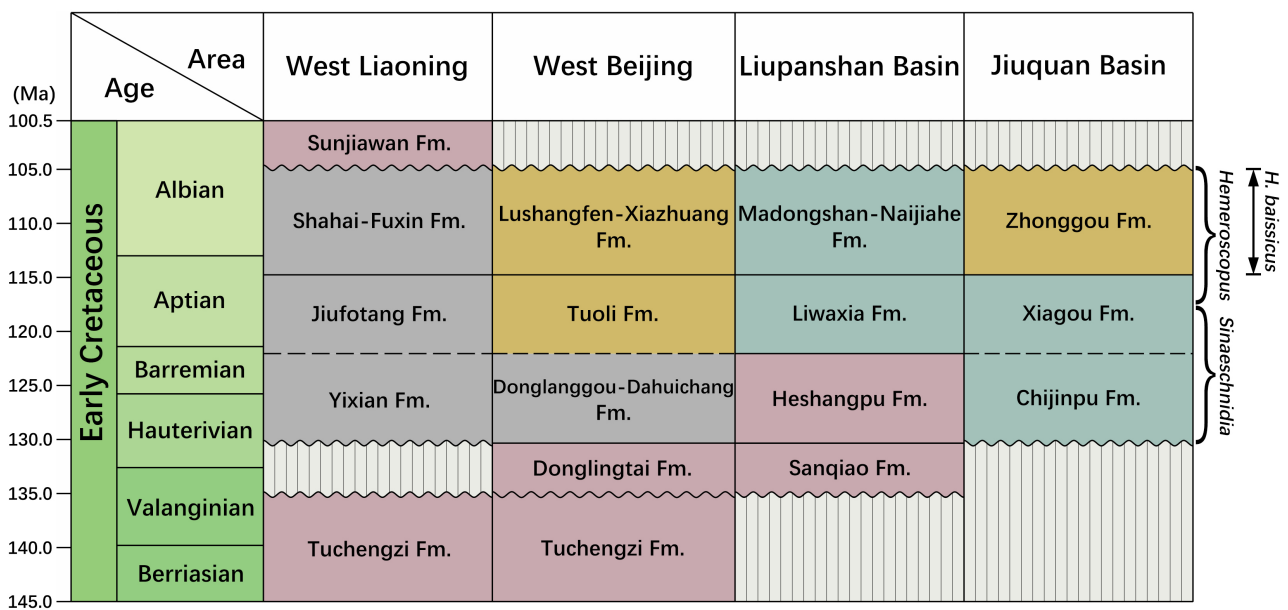 Area
Age
(Ma)
West Liaoning
West Beijing
Liupanshan Basin
Jiuquan Basin
100.5
105.0
110.0
115.0
120.0
125.0
130.0
135.0
140.0
145.0
Early Cretaceous
Albian
Aptian
Barremian
Hauterivian
Valanginian
Berriasian
Sunjiawan Fm.
Shahai-Fuxin Fm.
Jiufotang Fm.
Yixian Fm.
Tuchengzi Fm.
Lushangfen-Xiazhuang
Fm.
Tuoli Fm.
Donglanggou-Dahuichang
Fm.
Donglingtai Fm.
Tuchengzi Fm.
Madongshan-Naijiahe
Fm.
Liwaxia Fm.
Heshangpu Fm.
Sanqiao Fm.
Zhonggou Fm.
Xiagou Fm.
Chijinpu Fm.
Hemeroscopus
Sinaeschnidia
H. baissicus